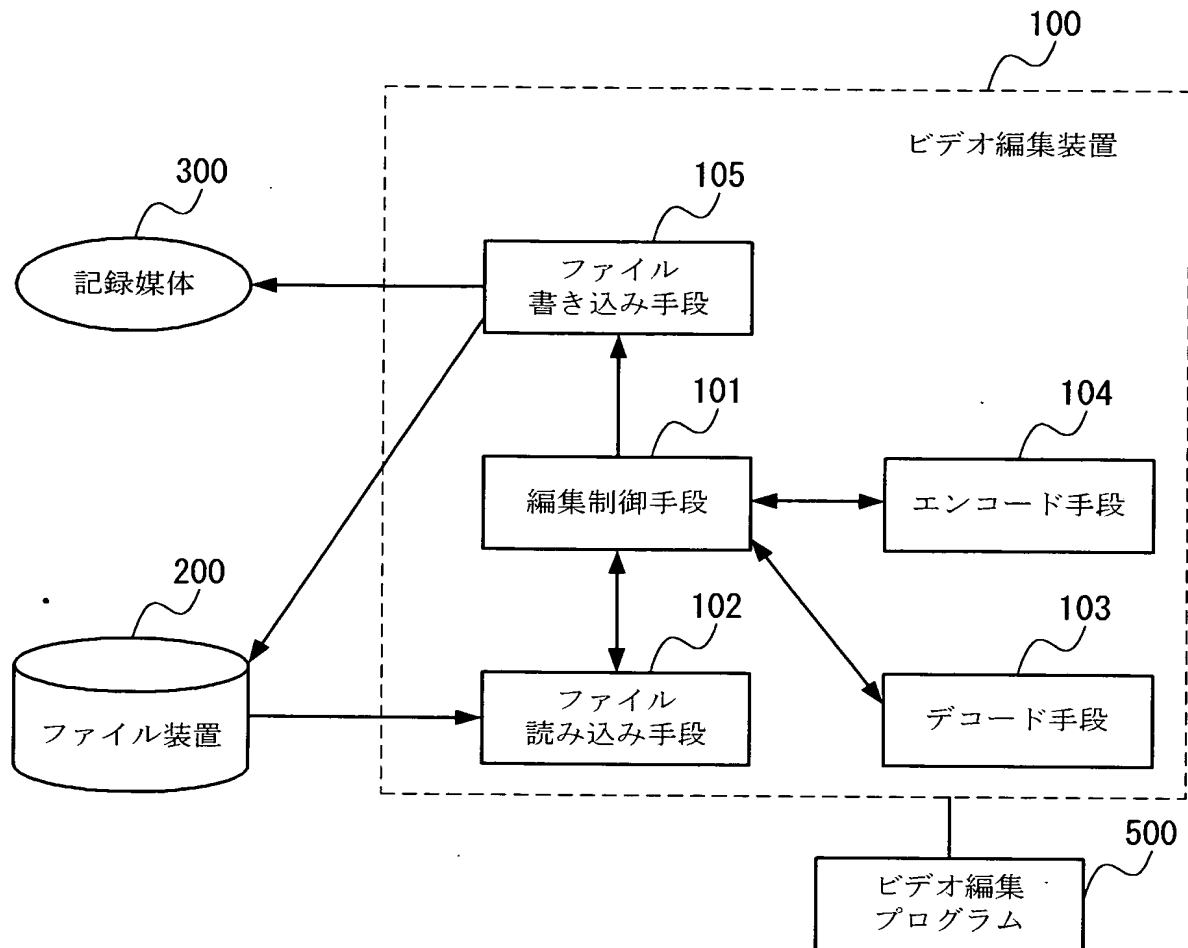 100
ビデオ編集装置
300
105
記録媒体
ファイル
書き込み手段
101
104
編集制御手段
エンコード手段
200
102
103
ファイル装置
ファイル
読み込み手段
デコード手段
500
ビデオ編集
プログラム